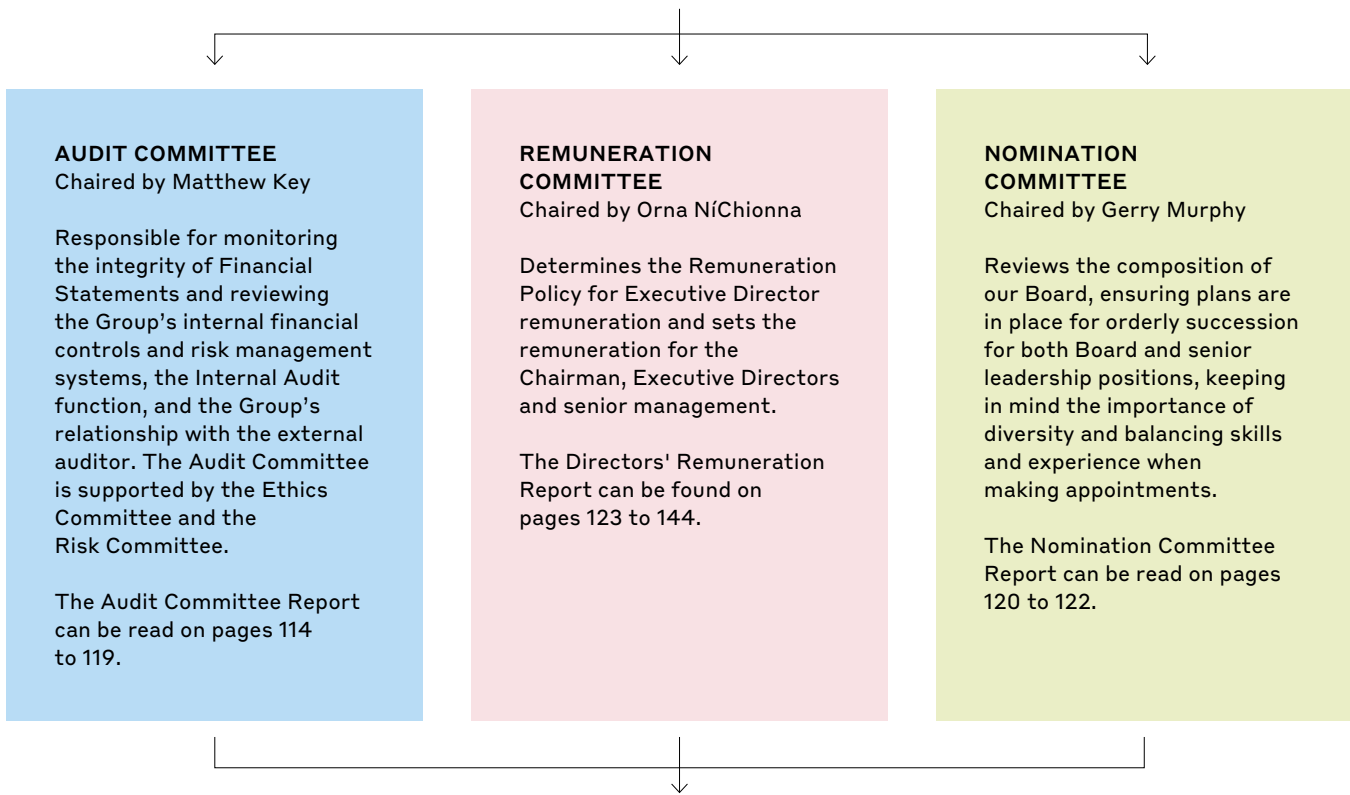 AUDIT COMMITTEE
Chaired by Matthew Key
Responsible for monitoring
the integrity of Financial
Statements and reviewing
the Group’s internal financial
controls and risk management
systems, the Internal Audit
function, and the Group’s
relationship with the external
auditor. The Audit Committee
is supported by the Ethics
Committee and the
Risk Committee.
The Audit Committee Report
can be read on pages 114
to 119.
REMUNERATION
COMMITTEE
Chaired by Orna NíChionna
Determines the Remuneration
Policy for Executive Director
remuneration and sets the
remuneration for the
Chairman, Executive Directors
and senior management.
The Directors' Remuneration
Report can be found on
pages 123 to 144.
NOMINATION
COMMITTEE
Chaired by Gerry Murphy
Reviews the composition of
our Board, ensuring plans are
in place for orderly succession
for both Board and senior
leadership positions, keeping
in mind the importance of
diversity and balancing skills
and experience when
making appointments.
The Nomination Committee
Report can be read on pages
120 to 122.